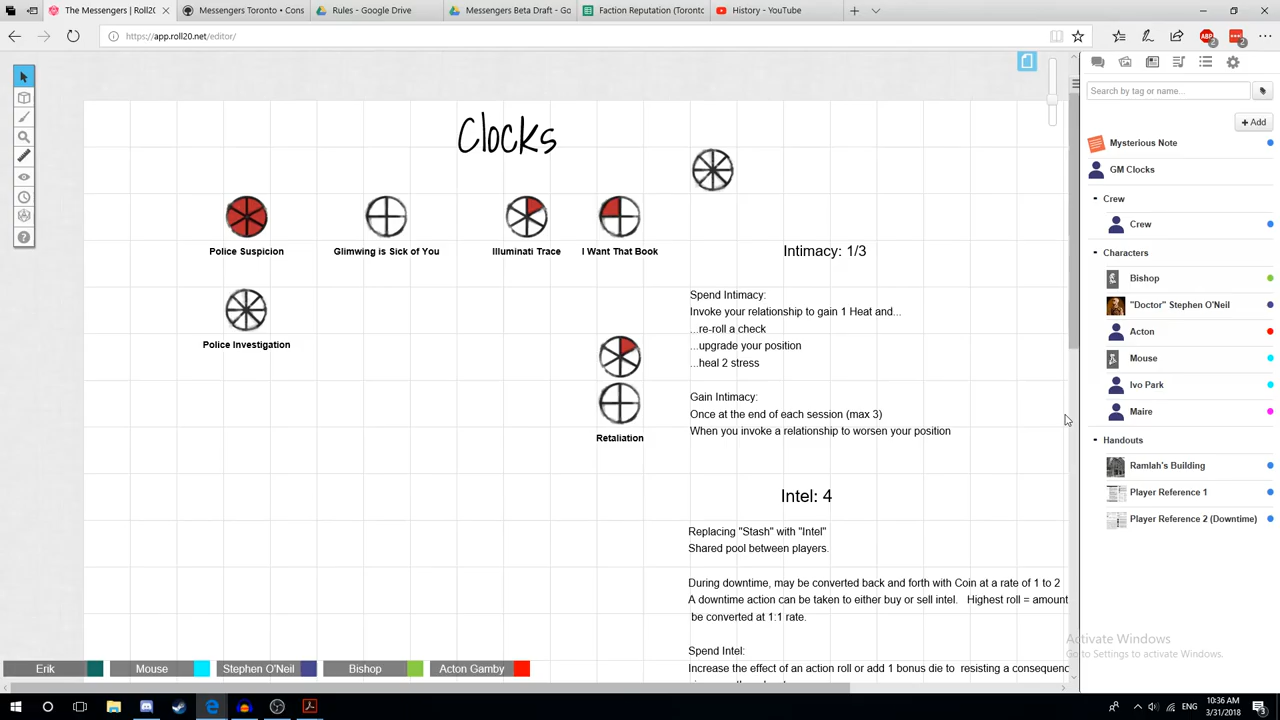 The Messengers | Roll20
Messengers Toronto • Cons
Rules - Google Drive
Messengers Beta Draft - Go
Faction Reputation (Toronto
History - YouTube
https://app.roll20.net/editor/
ABP
2
2
Search by tag or name...
+ Add
Clocks
Mysterious Note
GM Clocks
Crew
Crew
Police Suspicion
Glimwing is Sick of You
Illuminati Trace
I Want That Book
Intimacy: 1/3
Characters
Bishop
"Doctor" Stephen O'Neil
Acton
Mouse
Ivo Park
Maire
Spend Intimacy:
Invoke your relationship to gain 1 Heat and...
...re-roll a check
...upgrade your position
...heal 2 stress
Police Investigation
Gain Intimacy:
Once at the end of each session (max 3)
When you invoke a relationship to worsen your position
Retaliation
Handouts
Ramlah's Building
Player Reference 1
Player Reference 2 (Downtime)
Intel: 4
Replacing "Stash" with "Intel"
Shared pool between players.
During downtime, may be converted back and forth with Coin at a rate of 1 to 2
A downtime action can be taken to either buy or sell intel. Highest roll = amount
be converted at 1:1 rate.
Spend Intel:
Increase the effect of an action roll or add 1 bonus die to resisting a consequenc
Activate Windows
Go to Settings to activate Windows.
Erik
Mouse
Stephen O'Neil
Bishop
Acton Gamby
ENG
10:36 AM
3/31/2018
3